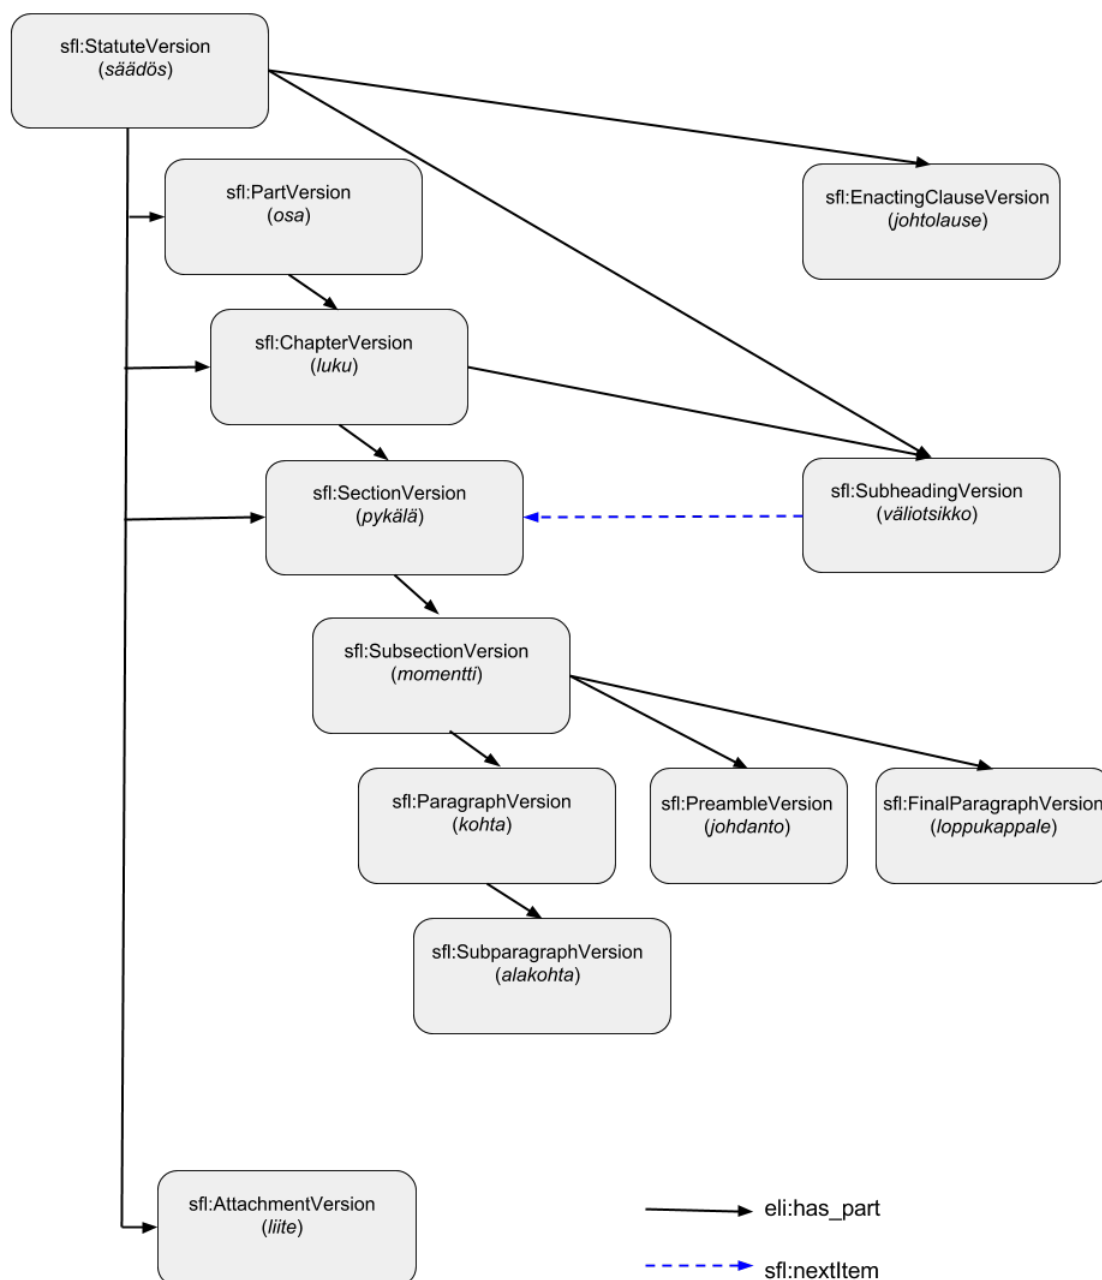 sfl:StatuteVersion
(säädös)
sfl:PartVersion
(osa)
sfl:EnactingClauseVersion
(johtolause)
sfl:ChapterVersion
(luku)
sfl:SectionVersion
(pykälä)
sfl:SubheadingVersion
(väliotsikko)
sfl:SubsectionVersion
(momentti)
sfl:ParagraphVersion
(kohta)
sfl:PreambleVersion
(johdanto)
sfl:FinalParagraphVersion
(loppukappale)
sfl:SubparagraphVersion
(alakohta)
sfl:AttachmentVersion
(liite)
eli:has_part
sfl:nextItem